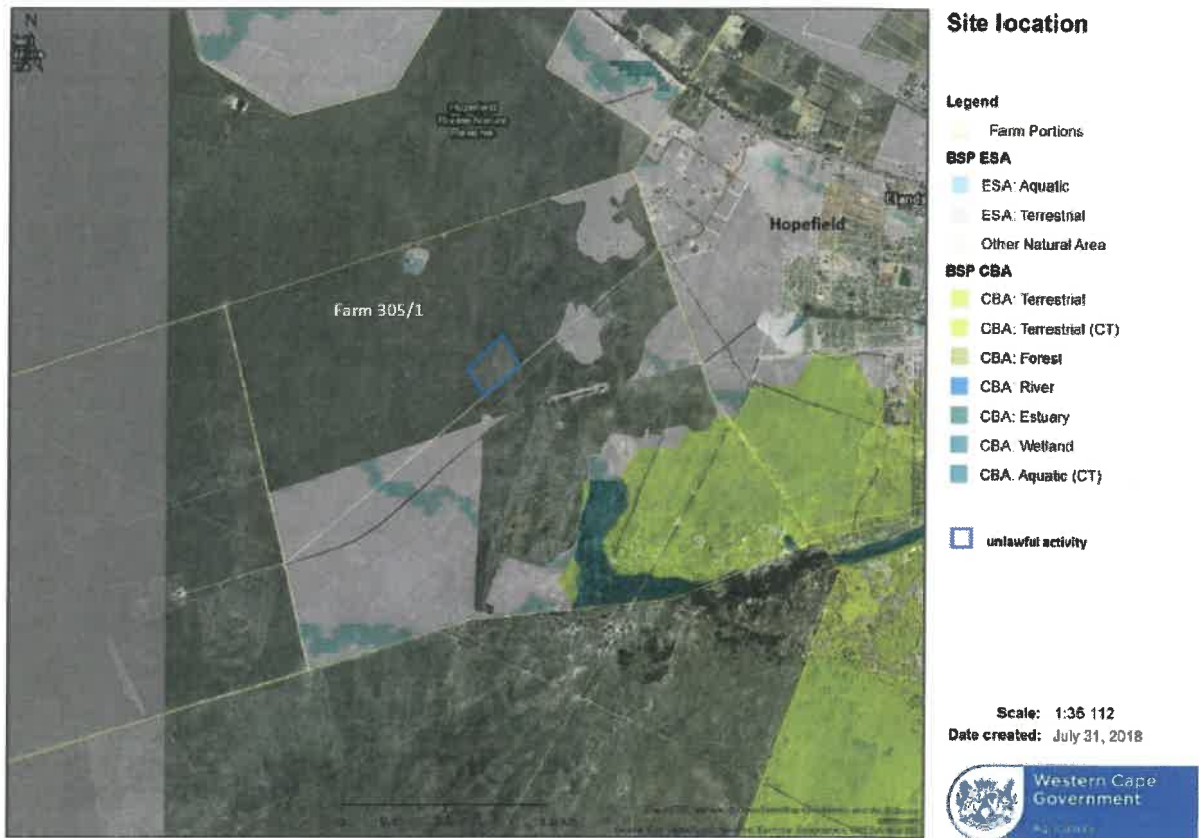 Site location
N
Legend
Farm Portions
BSP ESA
ESA: Aquatic
ESA: Terrestrial
Other Natural Area
BSP CBA
CBA: Terrestrial
CBA: Terrestrial (CT)
CBA: Forest
CBA: River
CBA: Estuary
CBA: Wetland
CBA: Aquatic (CT)
unlawful activity
Hopefield
Hopefield
Farm 305/1
Scale: 1:36 112
Date created: July 31, 2018
Western Cape
Government